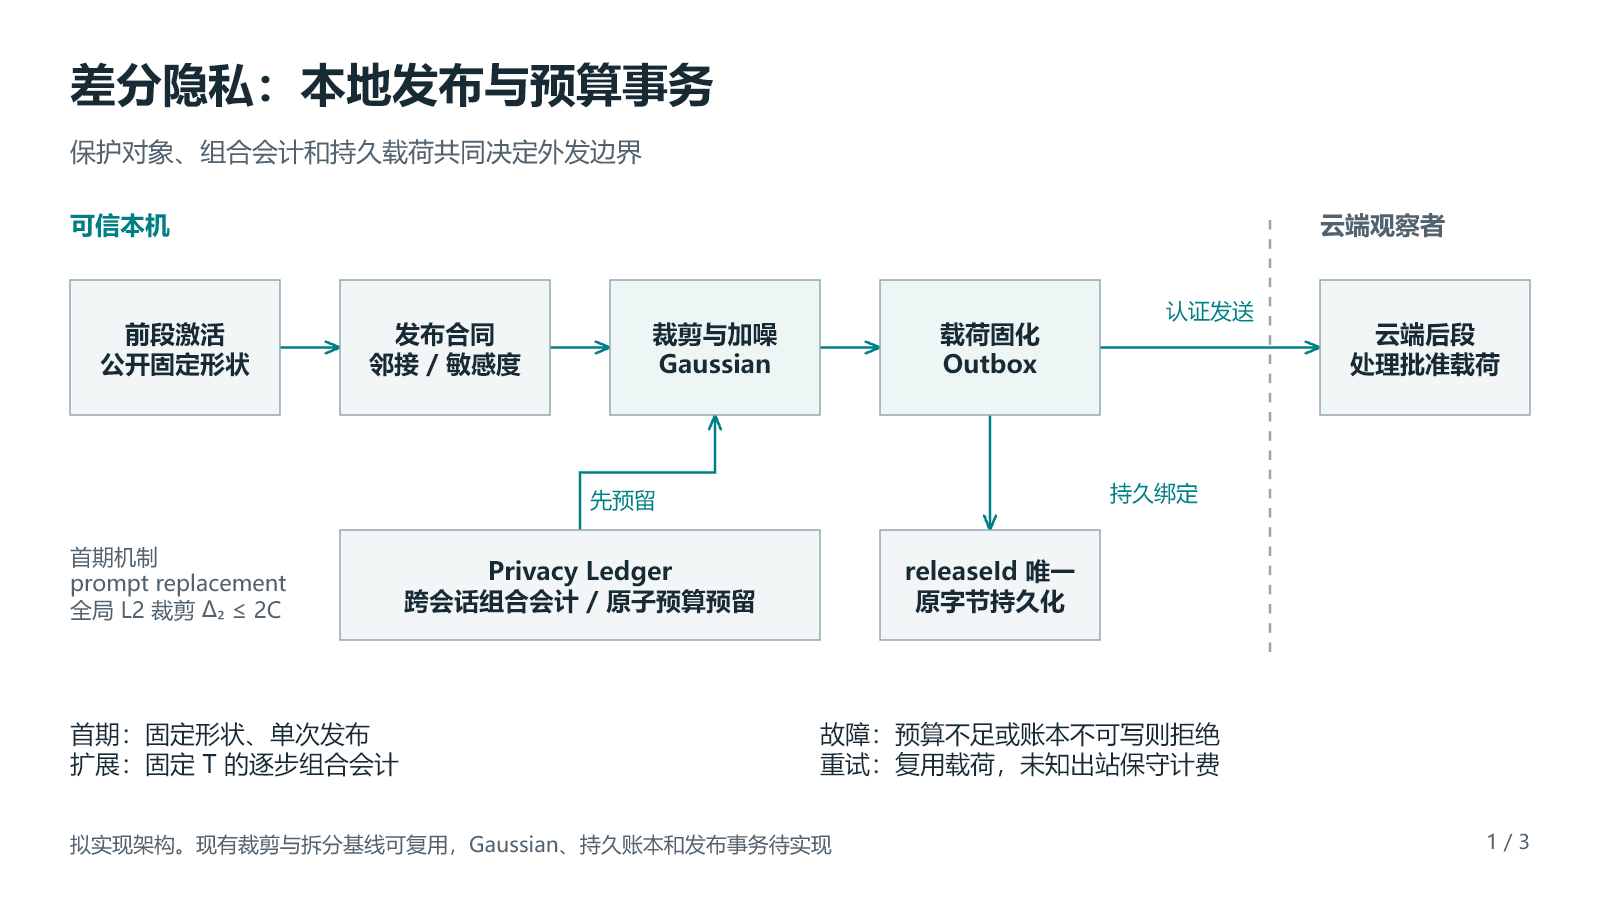 差分隐私：本地发布与预算事务
保护对象、组合会计和持久载荷共同决定外发边界
可信本机
云端观察者
前段激活
公开固定形状
发布合同
邻接 / 敏感度
裁剪与加噪
Gaussian
载荷固化
Outbox
认证发送
云端后段
处理批准载荷
先预留
持久绑定
首期机制
prompt replacement
全局 L2 裁剪 Δ₂ ≤ 2C
Privacy Ledger
跨会话组合会计 / 原子预算预留
releaseId 唯一
原字节持久化
首期：固定形状、单次发布
扩展：固定 T 的逐步组合会计
故障：预算不足或账本不可写则拒绝
重试：复用载荷，未知出站保守计费
拟实现架构。现有裁剪与拆分基线可复用，Gaussian、持久账本和发布事务待实现
1 / 3